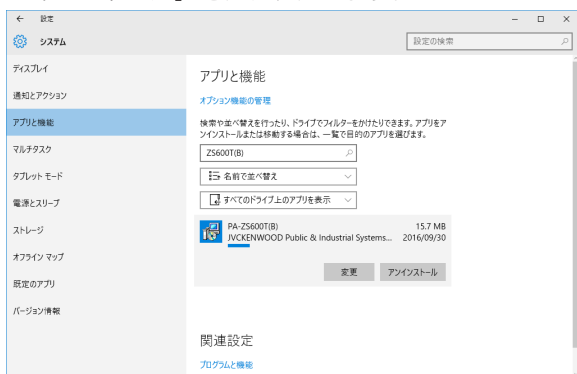 設定
システム
設定の検索
ディスプレイ
通知とアクション
アプリと機能
マルチタスク
タブレット モード
電源とスリープ
ストレージ
オフライン マップ
既定のアプリ
バージョン情報
アプリと機能
オプション機能の管理
検索や並べ替えを行ったり、ドライブでフィルターをかけたりできます。アプリをア
ンインストールまたは移動する場合は、一覧で目的のアプリを選びます。
ZS600T(B)
名前で並べ替え
すべてのドライブ上のアプリを表示
PA-ZS600T(B) 15.7 MB
JVCKENWOOD Public & Industrial Systems... 2016/09/30
変更 アンインストール
関連設定
プログラムと機能